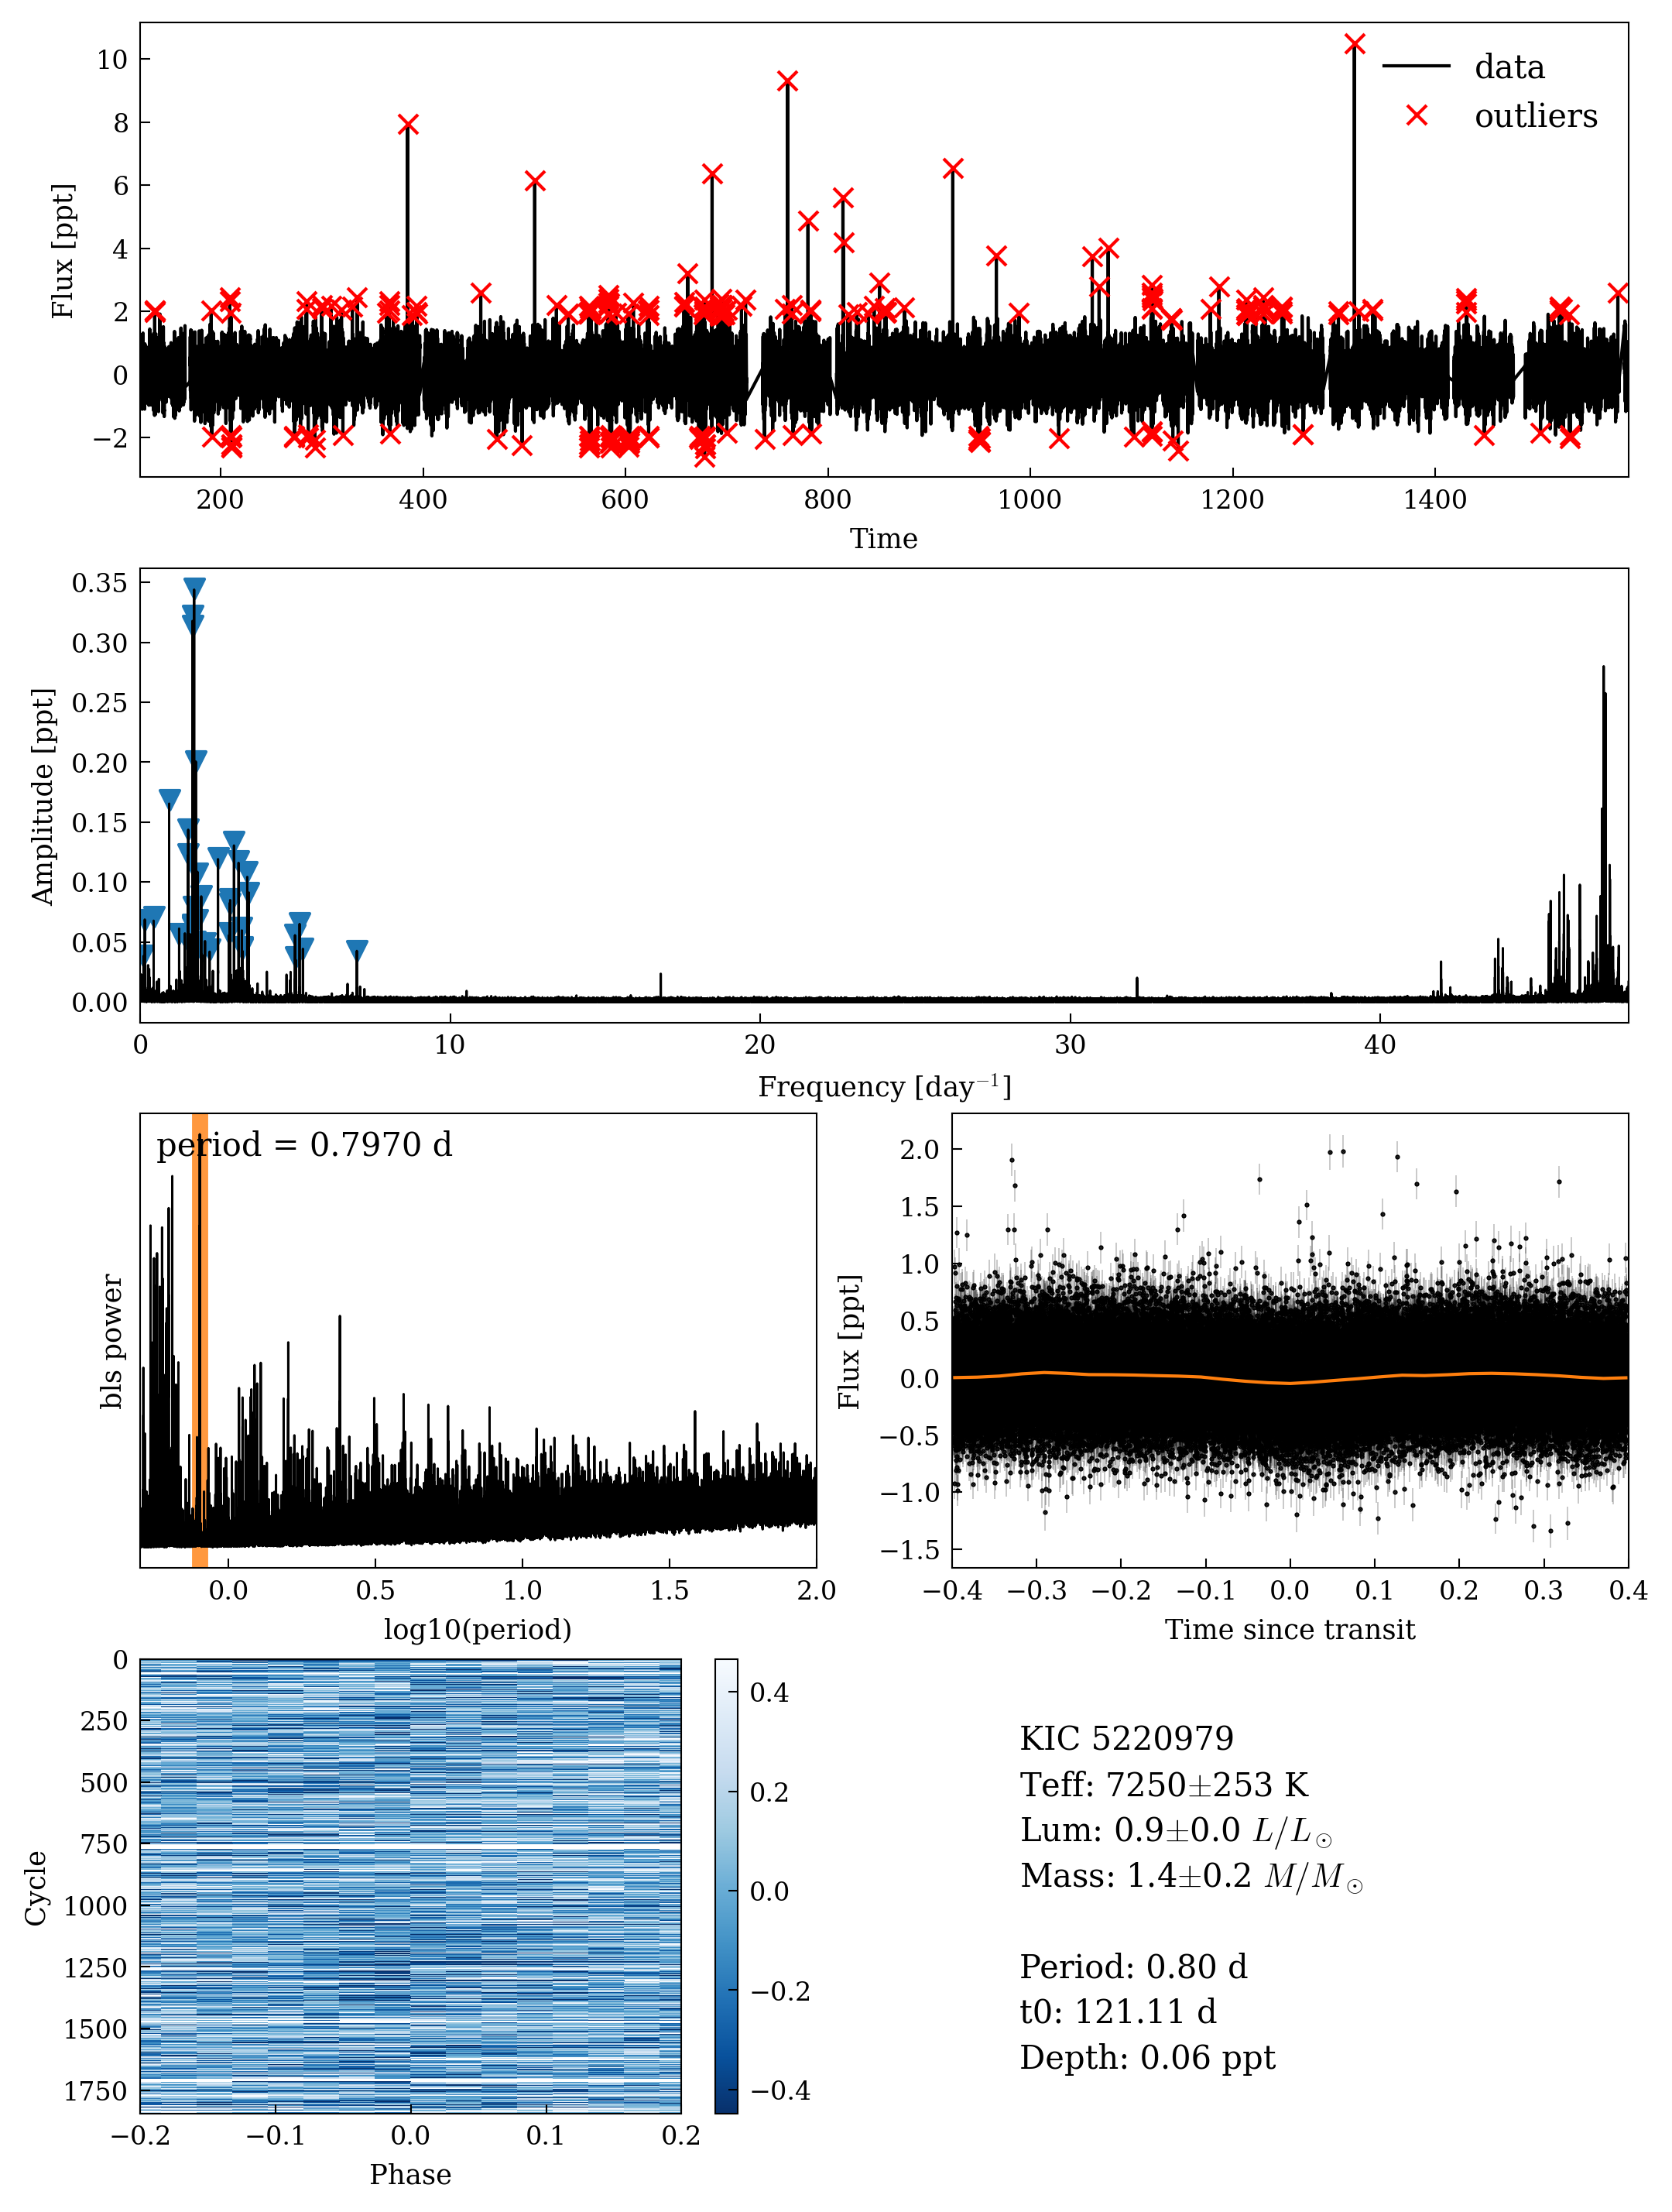 10
8
6
4
2
0
−2
Flux [ppt]
data
outliers
200 400 600 800 1000 1200 1400
Time
0.35
0.30
0.25
0.20
0.15
0.10
0.05
0.00
Amplitude [ppt]
0 10 20 30 40
Frequency [day⁻¹]
period = 0.7970 d
bls power
0.0 0.5 1.0 1.5 2.0
log10(period)
2.0
1.5
1.0
0.5
0.0
−0.5
−1.0
−1.5
Flux [ppt]
−0.4 −0.3 −0.2 −0.1 0.0 0.1 0.2 0.3 0.4
Time since transit
0
250
500
750
1000
1250
1500
1750
Cycle
−0.2 −0.1 0.0 0.1 0.2
Phase
0.4
0.2
0.0
−0.2
−0.4
KIC 5220979
Teff: 7250±253 K
Lum: 0.9±0.0 L/L⊙
Mass: 1.4±0.2 M/M⊙
Period: 0.80 d
t0: 121.11 d
Depth: 0.06 ppt